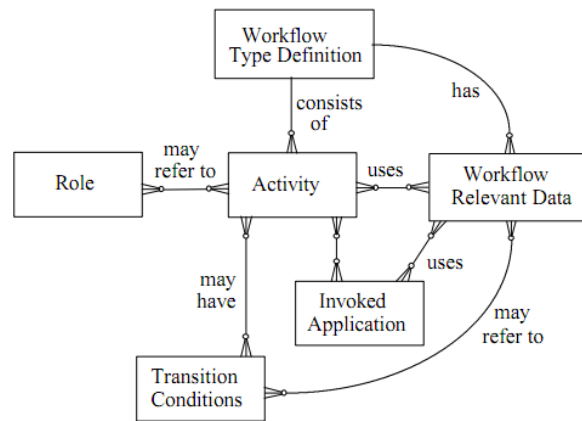 Workflow
Type Definition
consists
of
has
may
refer to
Role
Activity
uses
Workflow
Relevant Data
may
have
uses
Invoked
Application
may
refer to
Transition
Conditions